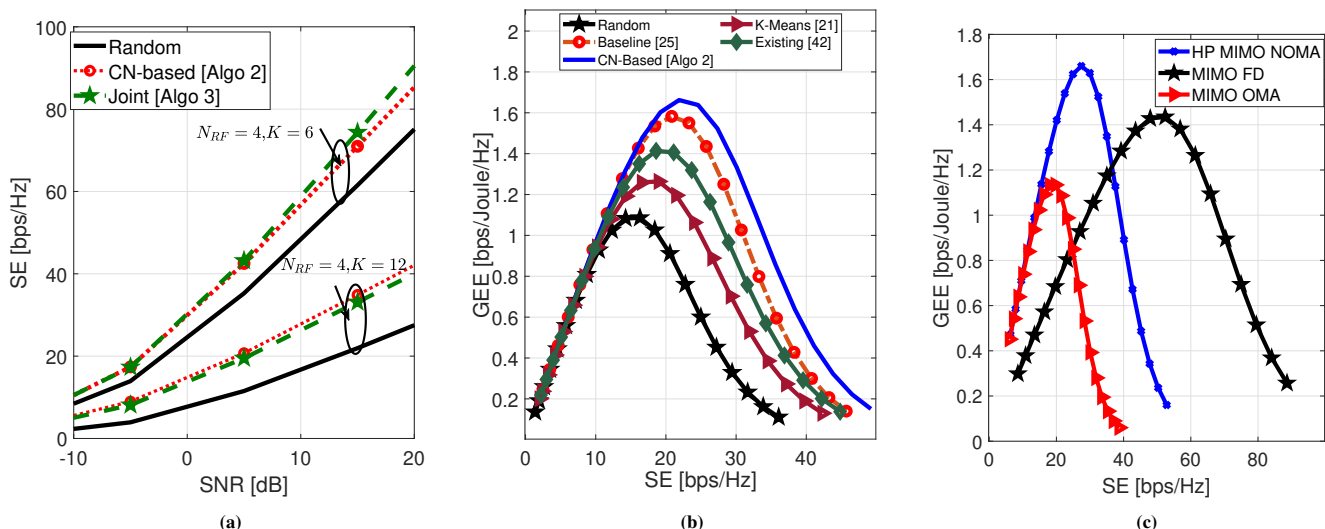 100
80
60
40
20
0
-10
0
10
20
SE [bps/Hz]
SNR [dB]
Random
CN-based [Algo 2]
Joint [Algo 3]
N_{RF} = 4, K = 6
N_{RF} = 4, K = 12
(a)
2
1.8
1.6
1.4
1.2
1
0.8
0.6
0.4
0.2
0
10
20
30
40
GEE [bps/Joule/Hz]
SE [bps/Hz]
Random
Baseline [25]
CN-Based [Algo 2]
K-Means [21]
Existing [42]
(b)
1.8
1.6
1.4
1.2
1
0.8
0.6
0.4
0.2
0
0
20
40
60
80
GEE [bps/Joule/Hz]
SE [bps/Hz]
HP MIMO NOMA
MIMO FD
MIMO OMA
(c)